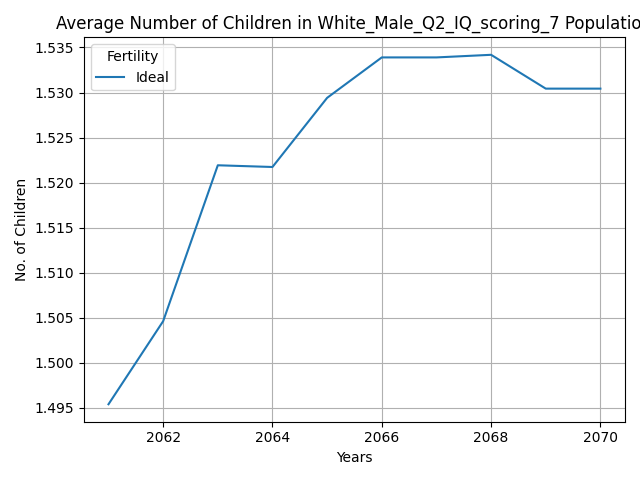 Average Number of Children in White_Male_Q2_IQ_scoring_7 Populatio
Fertility
Ideal
1.535
1.530
1.525
1.520
1.515
1.510
1.505
1.500
1.495
No. of Children
2062 2064 2066 2068 2070
Years